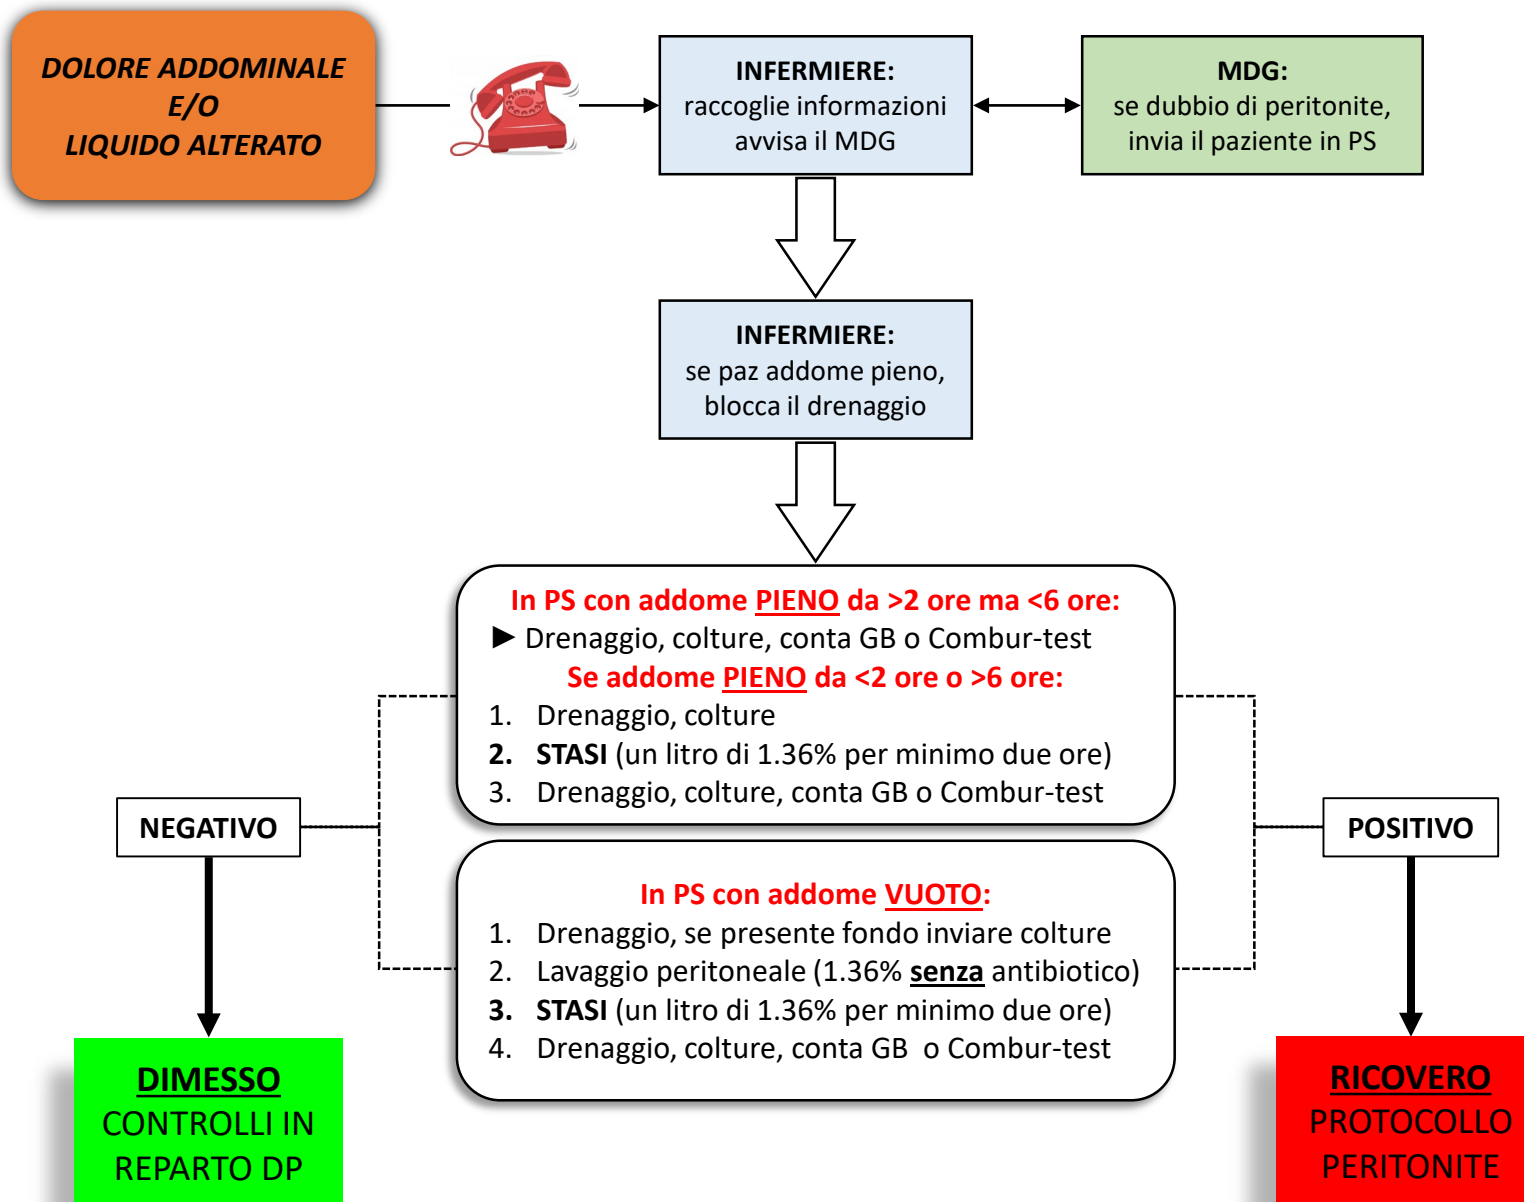 DOLORE ADDOMINALE
E/O
LIQUIDO ALTERATO
INFERMIERE:
raccoglie informazioni
avvisa il MDG
MDG:
se dubbio di peritonite,
invia il paziente in PS
INFERMIERE:
se paz addome pieno,
blocca il drenaggio
In PS con addome PIENO da >2 ore ma <6 ore:
► Drenaggio, colture, conta GB o Combur-test
Se addome PIENO da <2 ore o >6 ore:
1. Drenaggio, colture
2. STASI (un litro di 1.36% per minimo due ore)
3. Drenaggio, colture, conta GB o Combur-test
NEGATIVO
POSITIVO
In PS con addome VUOTO:
1. Drenaggio, se presente fondo inviare colture
2. Lavaggio peritoneale (1.36% senza antibiotico)
3. STASI (un litro di 1.36% per minimo due ore)
4. Drenaggio, colture, conta GB o Combur-test
DIMESSO
CONTROLLI IN
REPARTO DP
RICOVERO
PROTOCOLLO
PERITONITE